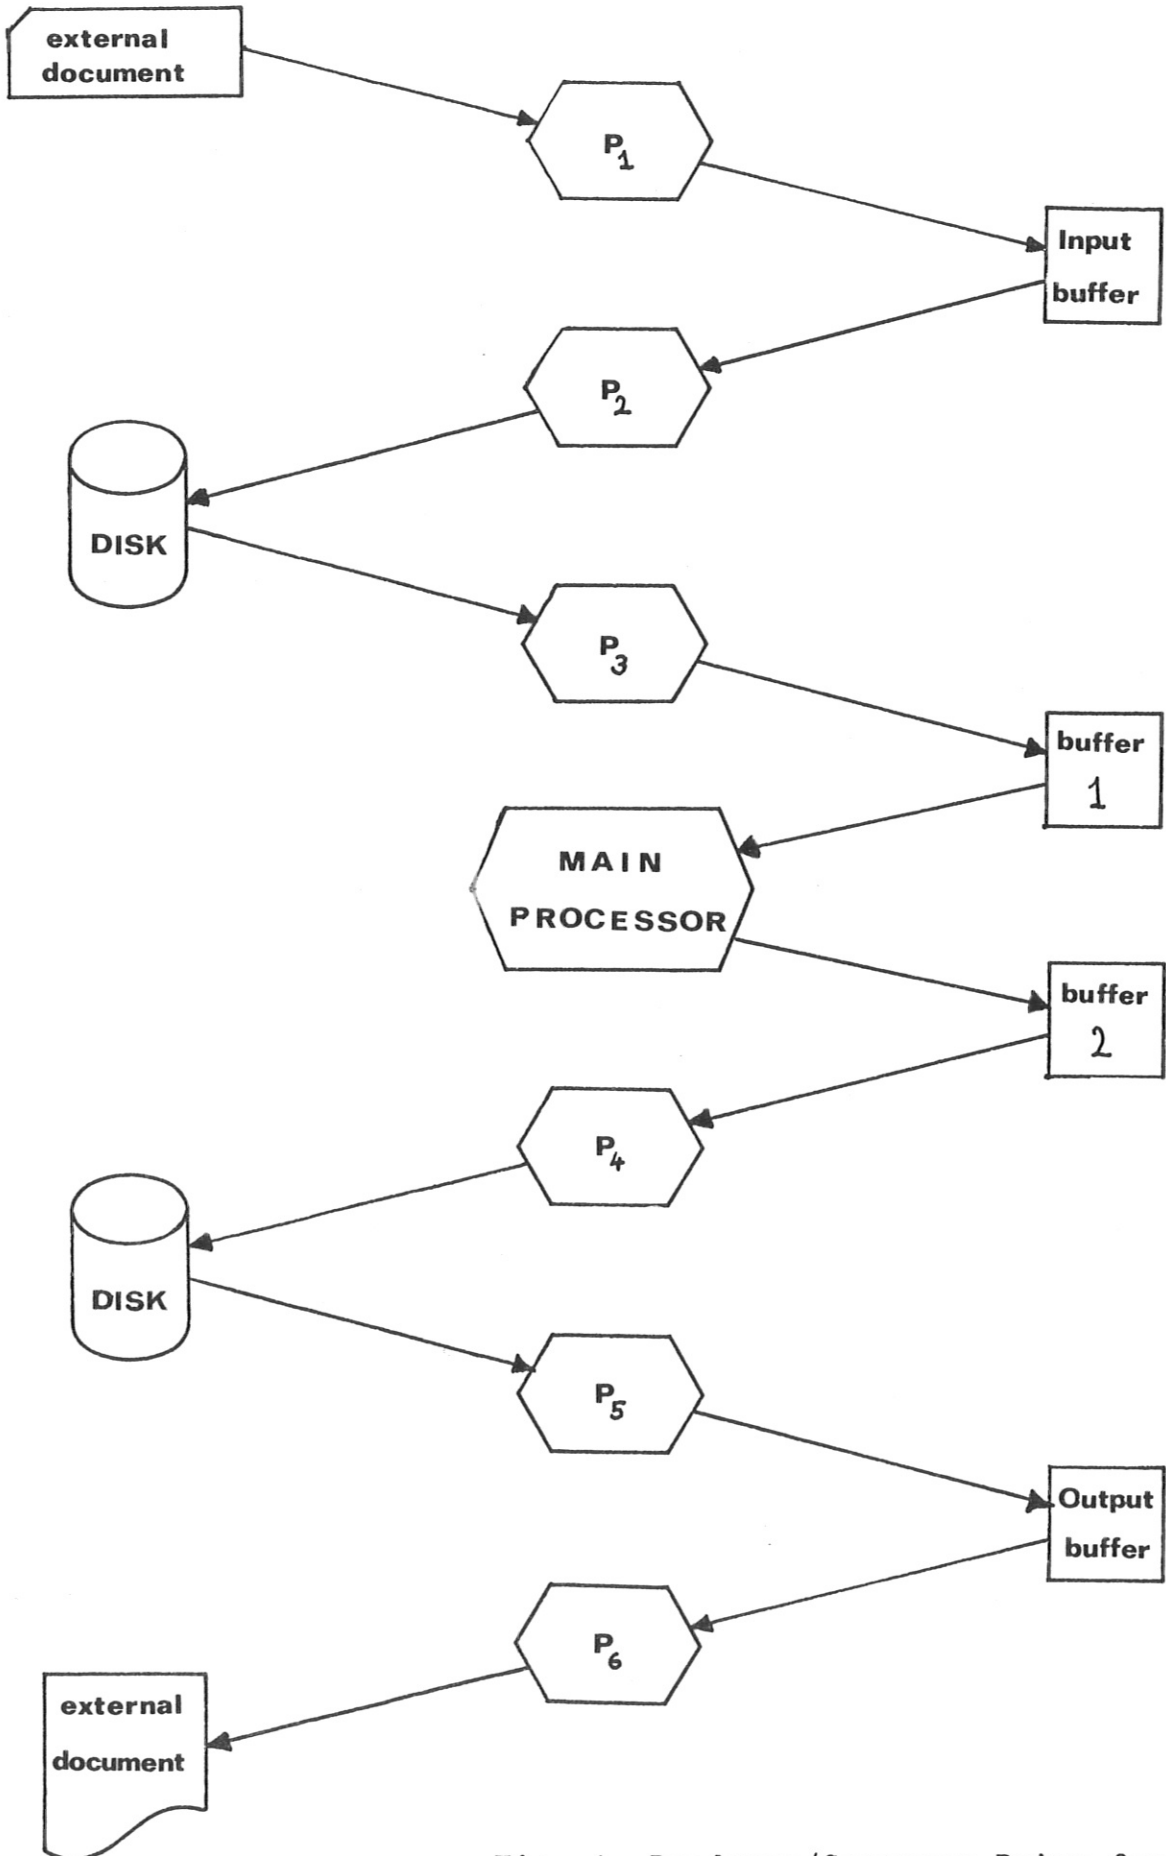 external
document
P1
Input
buffer
P2
DISK
P3
buffer
1
MAIN
PROCESSOR
buffer
2
P4
DISK
P5
Output
buffer
P6
external
document